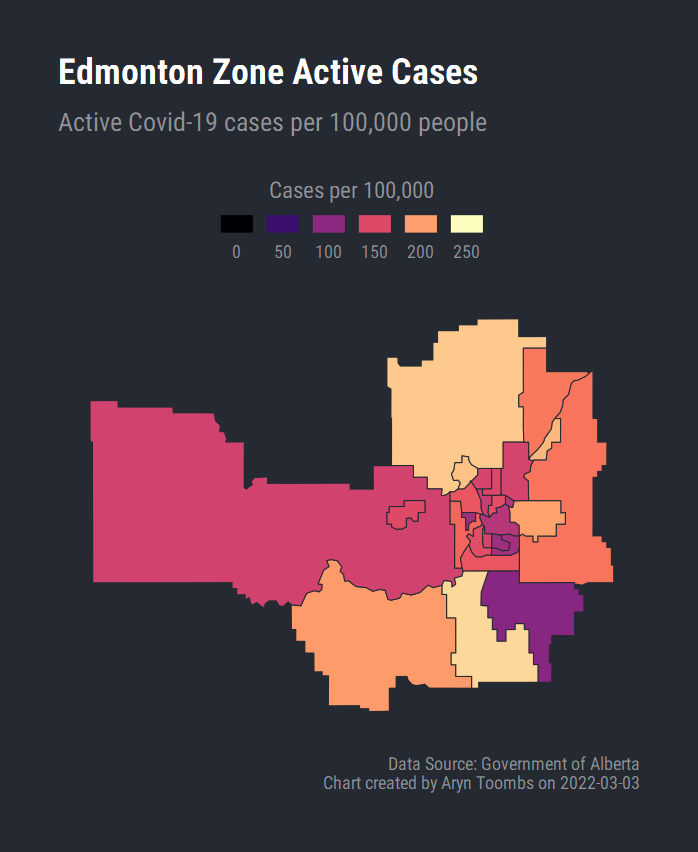 Edmonton Zone Active Cases
Active Covid-19 cases per 100,000 people
Cases per 100,000
0 50 100 150 200 250
Data Source: Government of Alberta
Chart created by Aryn Toombs on 2022-03-03